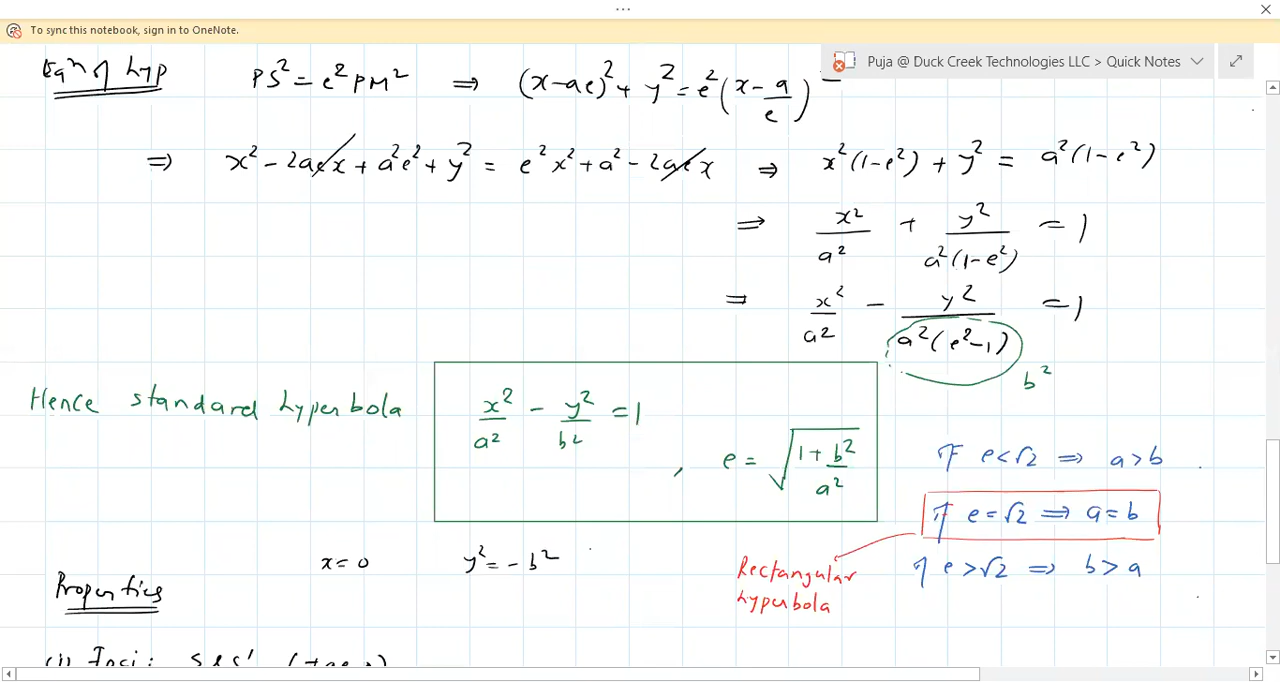 To sync this notebook, sign in to OneNote.
Puja @ Duck Creek Technologies LLC > Quick Notes
Eqⁿ of hyp PS² = e² PM² ⇒ (x-ae)² + y² = e² (x - a/e)²
⇒ x² - 2aex + a²e² + y² = e²x² + a² - 2aex ⇒ x²(1-e²) + y² = a²(1-e²)
⇒ x²/a² + y²/a²(1-e²) = 1
⇒ x²/a² - y²/a²(e²-1) = 1
b²
Hence standard hyperbola x²/a² - y²/b² = 1 , e = √(1 + b²/a²)
If e < √2 ⇒ a > b
If e = √2 ⇒ a = b
Rectangular hyperbola
If e > √2 ⇒ b > a
x = 0 y² = - b²
Properties
(1) Foci: S & S'